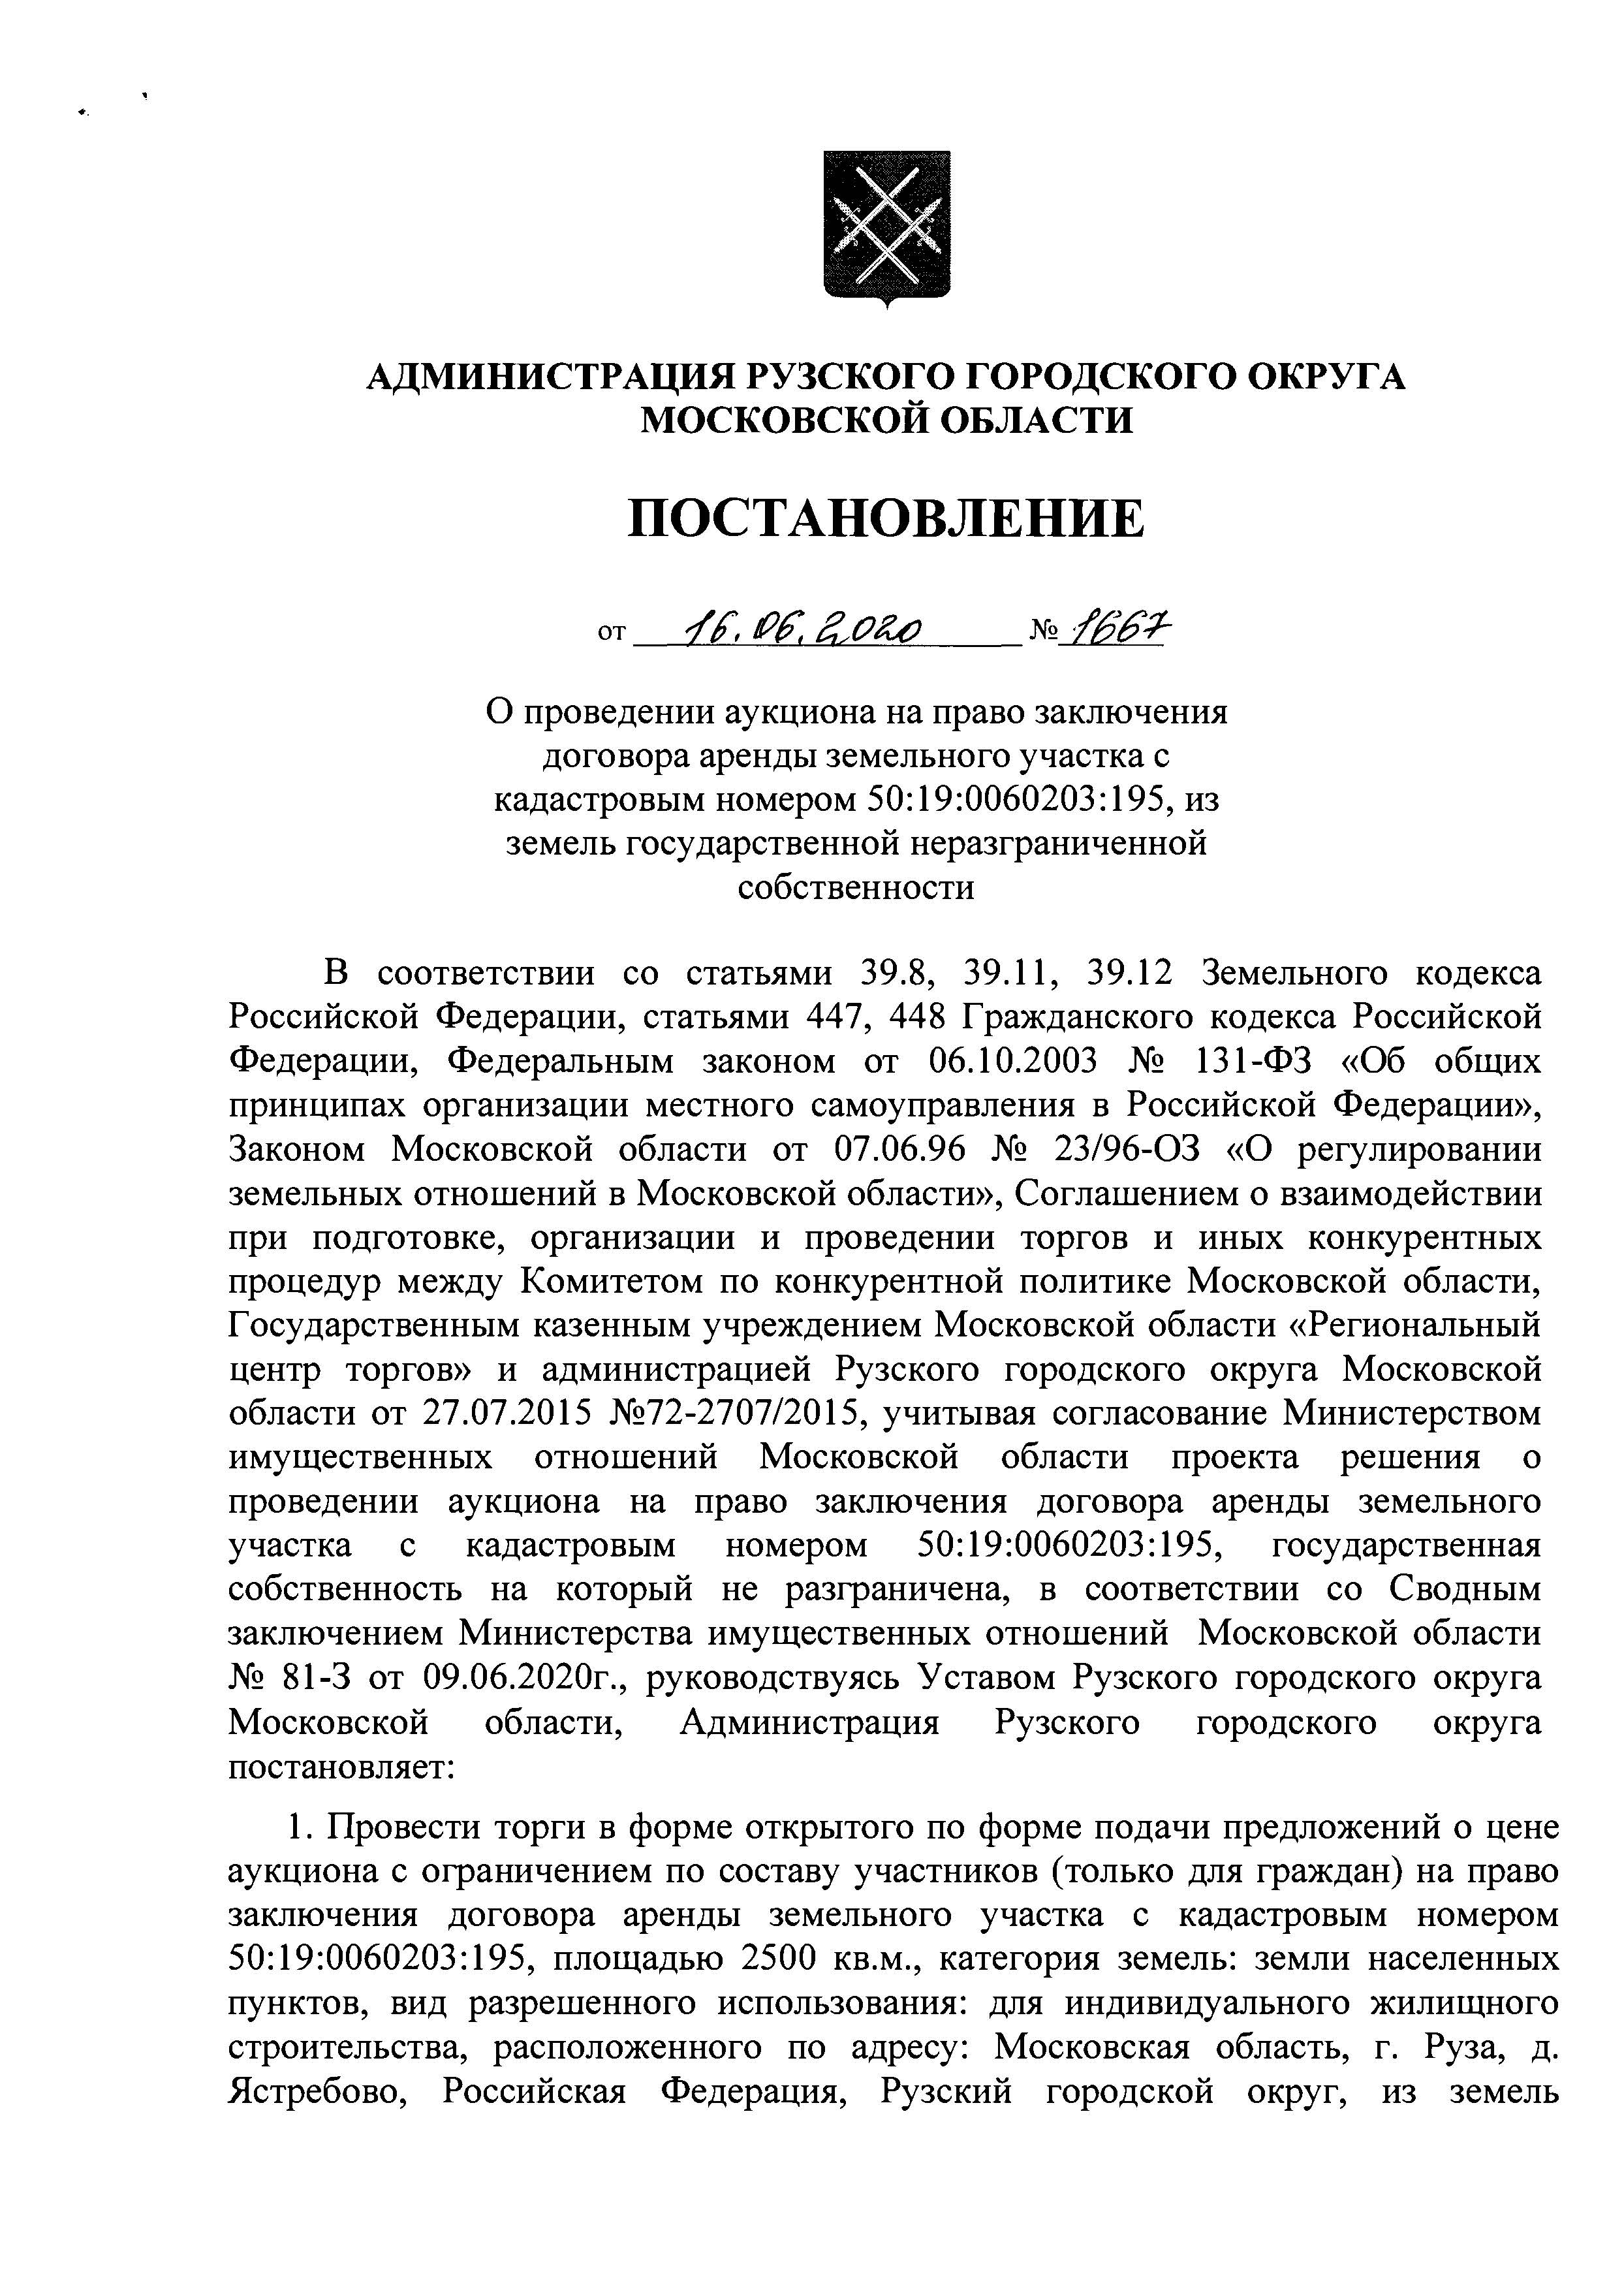 АДМИНИСТРАЦИЯ РУЗСКОГО ГОРОДСКОГО ОКРУГА
МОСКОВСКОЙ ОБЛАСТИ
ПОСТАНОВЛЕНИЕ
от 16.06.2020 № 1667
О проведении аукциона на право заключения
договора аренды земельного участка с
кадастровым номером 50:19:0060203:195, из
земель государственной неразграниченной
собственности
В соответствии со статьями 39.8, 39.11, 39.12 Земельного кодекса
Российской Федерации, статьями 447, 448 Гражданского кодекса Российской
Федерации, Федеральным законом от 06.10.2003 № 131-ФЗ «Об общих
принципах организации местного самоуправления в Российской Федерации»,
Законом Московской области от 07.06.96 № 23/96-ОЗ «О регулировании
земельных отношений в Московской области», Соглашением о взаимодействии
при подготовке, организации и проведении торгов и иных конкурентных
процедур между Комитетом по конкурентной политике Московской области,
Государственным казенным учреждением Московской области «Региональный
центр торгов» и администрацией Рузского городского округа Московской
области от 27.07.2015 №72-2707/2015, учитывая согласование Министерством
имущественных отношений Московской области проекта решения о
проведении аукциона на право заключения договора аренды земельного
участка с кадастровым номером 50:19:0060203:195, государственная
собственность на который не разграничена, в соответствии со Сводным
заключением Министерства имущественных отношений Московской области
№ 81-З от 09.06.2020г., руководствуясь Уставом Рузского городского округа
Московской области, Администрация Рузского городского округа
постановляет:
1. Провести торги в форме открытого по форме подачи предложений о цене
аукциона с ограничением по составу участников (только для граждан) на право
заключения договора аренды земельного участка с кадастровым номером
50:19:0060203:195, площадью 2500 кв.м., категория земель: земли населенных
пунктов, вид разрешенного использования: для индивидуального жилищного
строительства, расположенного по адресу: Московская область, г. Руза, д.
Ястребово, Российская Федерация, Рузский городской округ, из земель